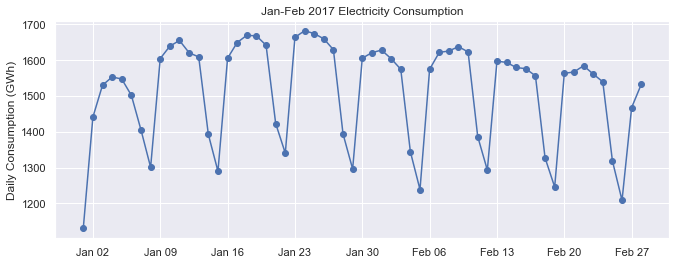 Jan-Feb 2017 Electricity Consumption
Daily Consumption (GWh)
1700
1600
1500
1400
1300
1200
Jan 02 Jan 09 Jan 16 Jan 23 Jan 30 Feb 06 Feb 13 Feb 20 Feb 27